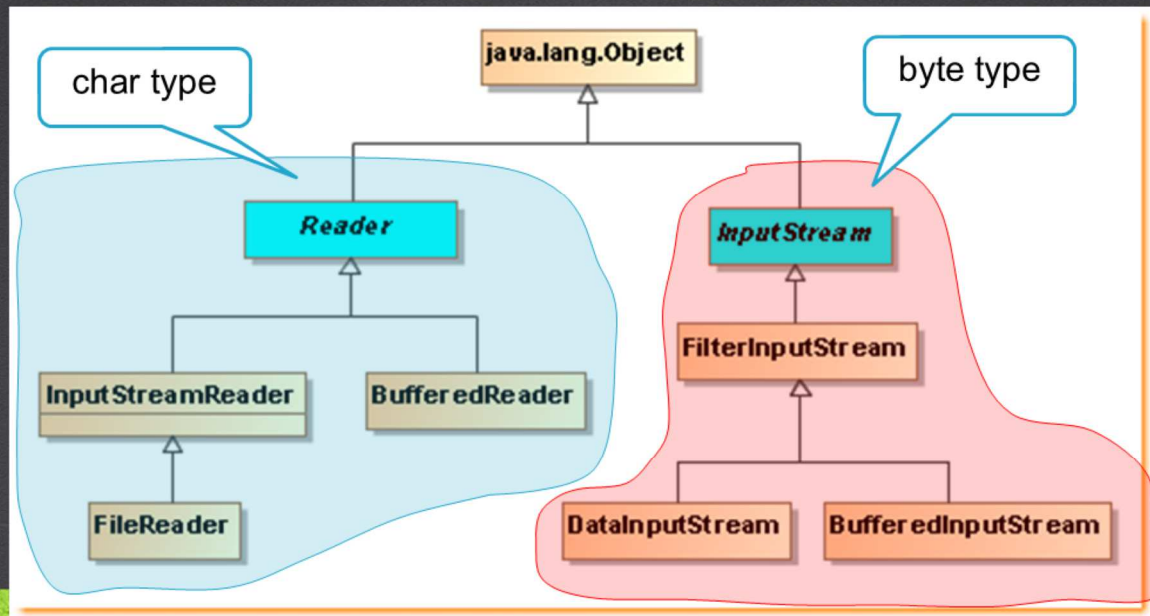 java.lang.Object
char type
byte type
Reader
InputStream
FilterInputStream
InputStreamReader
BufferedReader
FileReader
DataInputStream
BufferedInputStream